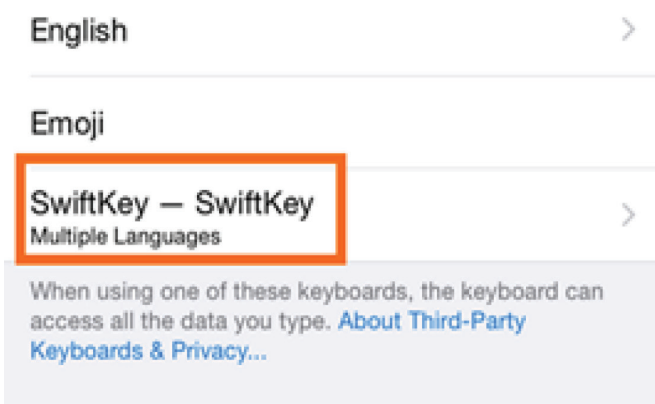 English
Emoji
SwiftKey — SwiftKey
Multiple Languages
When using one of these keyboards, the keyboard can
access all the data you type. About Third-Party
Keyboards & Privacy...